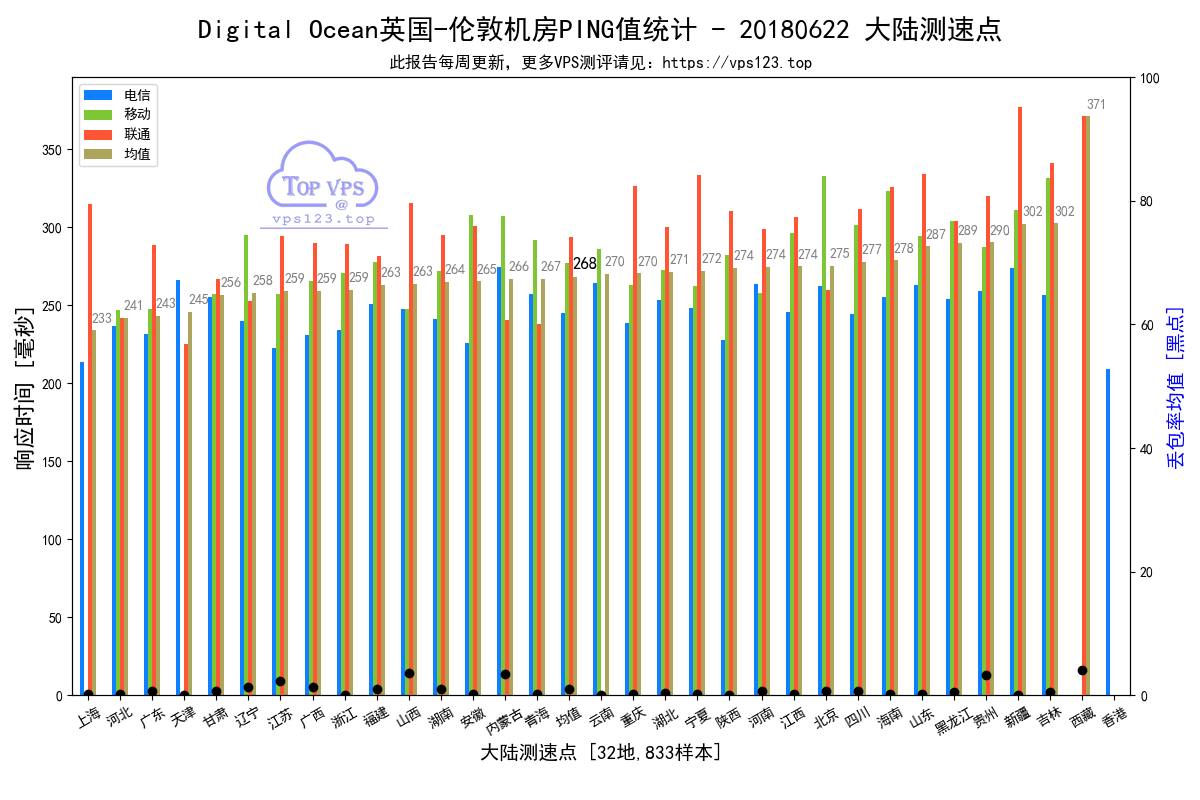 Digital Ocean英国-伦敦机房PING值统计 - 20180622 大陆测速点
此报告每周更新，更多VPS测评请见：https://vps123.top
电信
移动
联通
均值
TOP VPS
@
vps123.top
响应时间 [毫秒]
350
300
250
200
150
100
50
0
233 241 243 245 256 258 259 259 259 263 263 264 265 266 267 268 270 270 271 272 274 274 274 275 277 278 287 289 290 302 302 371
100
80
60
40
20
0
丢包率均值 [黑点]
上海 河北 广东 天津 甘肃 辽宁 江苏 广西 浙江 福建 山西 湖南 安徽 内蒙古 青海 均值 云南 重庆 湖北 宁夏 陕西 河南 江西 北京 四川 海南 山东 黑龙江 贵州 新疆 吉林 西藏 香港
大陆测速点 [32地,833样本]